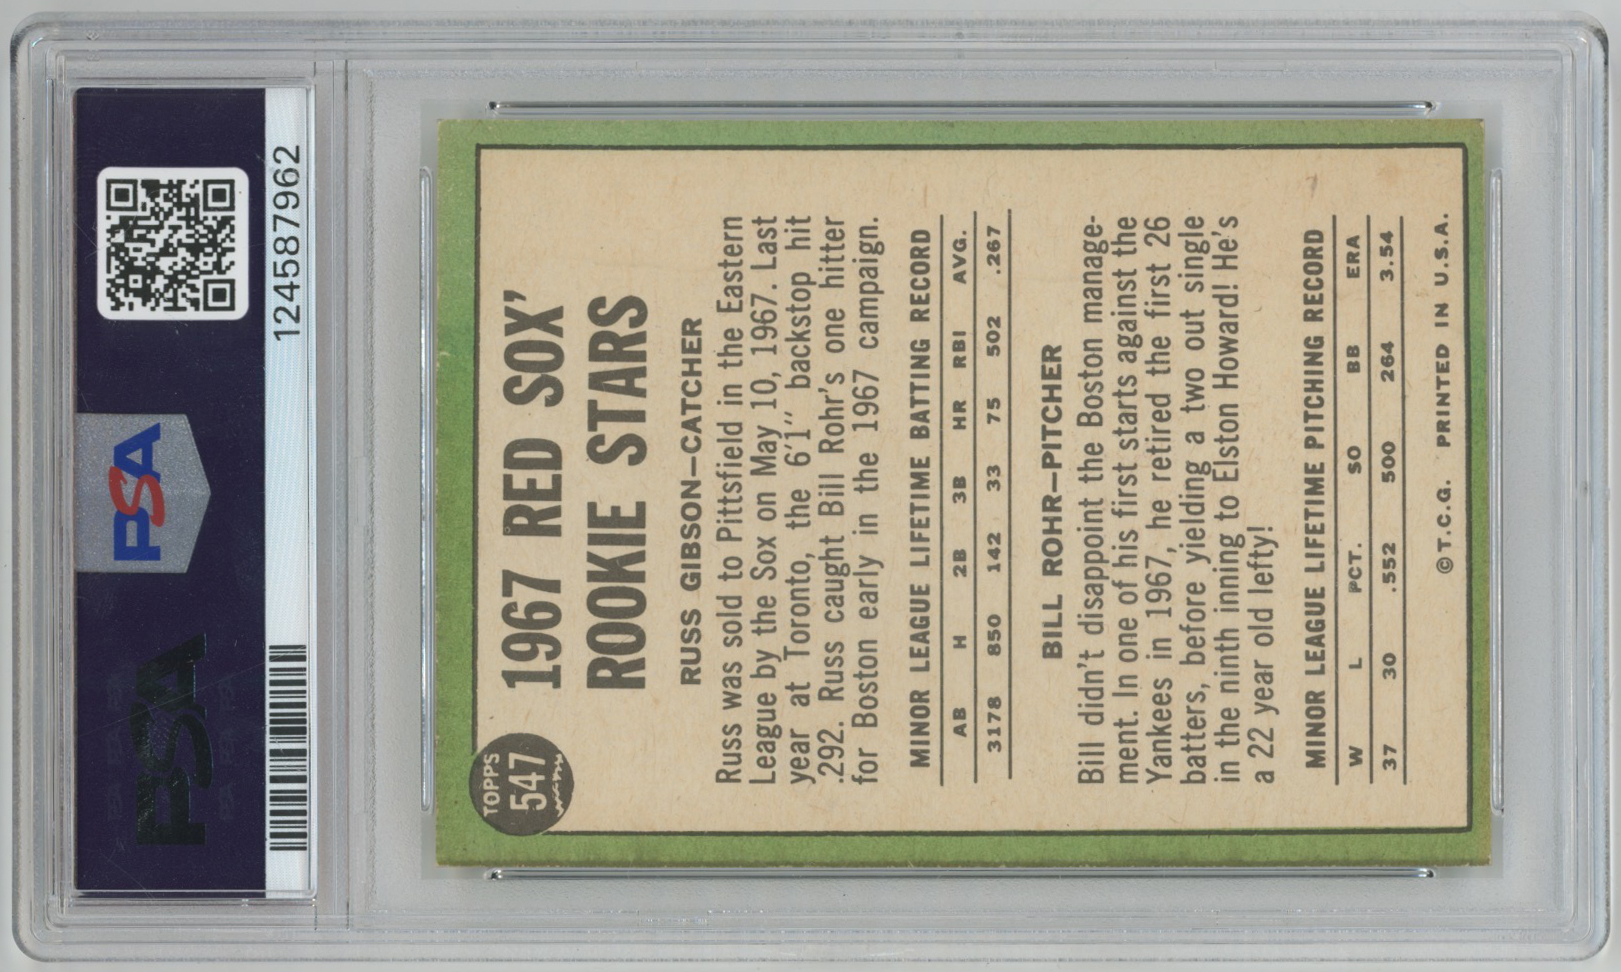 PSA
PSA
124587962
TOPPS
547
1967 RED SOX'
ROOKIE STARS
RUSS GIBSON—CATCHER
Russ was sold to Pittsfield in the Eastern
League by the Sox on May 10, 1967. Last
year at Toronto, the 6'1" backstop hit
.292. Russ caught Bill Rohr's one hitter
for Boston early in the 1967 campaign.
MINOR LEAGUE LIFETIME BATTING RECORD
AB H 2B 3B HR RBI AVG.
3178 850 142 33 75 502 .267
BILL ROHR—PITCHER
Bill didn't disappoint the Boston manage-
ment. In one of his first starts against the
Yankees in 1967, he retired the first 26
batters, before yielding a two out single
in the ninth inning to Elston Howard! He's
a 22 year old lefty!
MINOR LEAGUE LIFETIME PITCHING RECORD
W L PCT. SO BB ERA
37 30 .552 500 264 3.54
©T.C.G. PRINTED IN U.S.A.